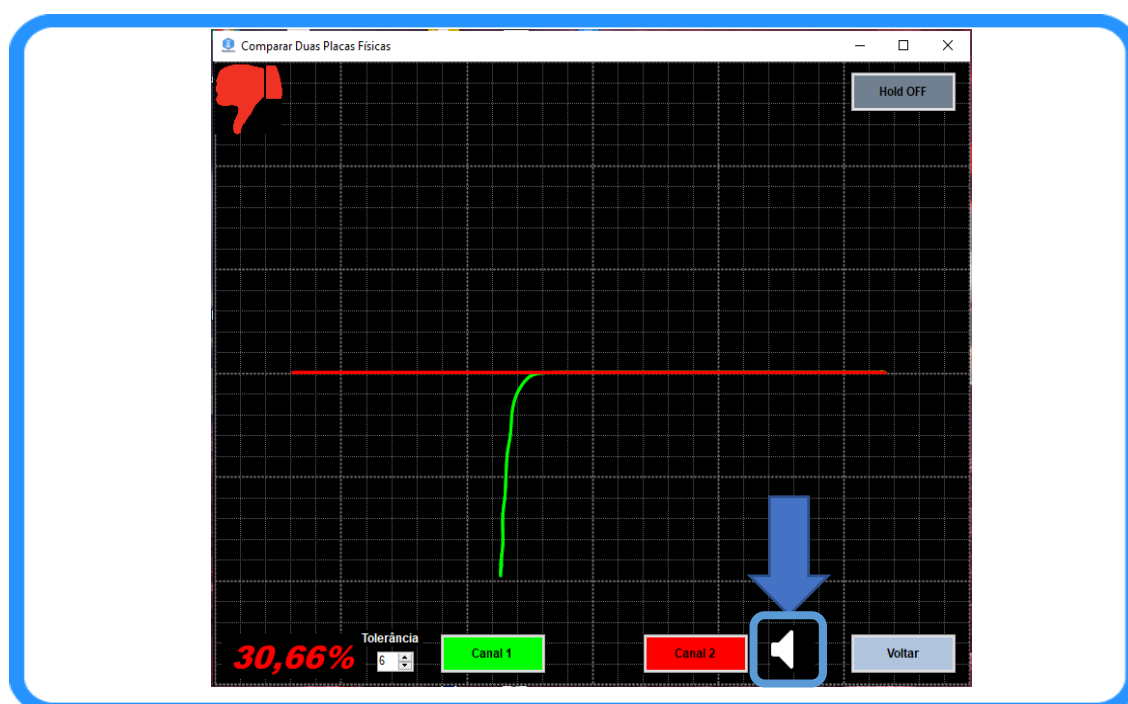 Comparar Duas Placas Físicas
Hold OFF
30,66%
Tolerância
6
Canal 1
Canal 2
Voltar